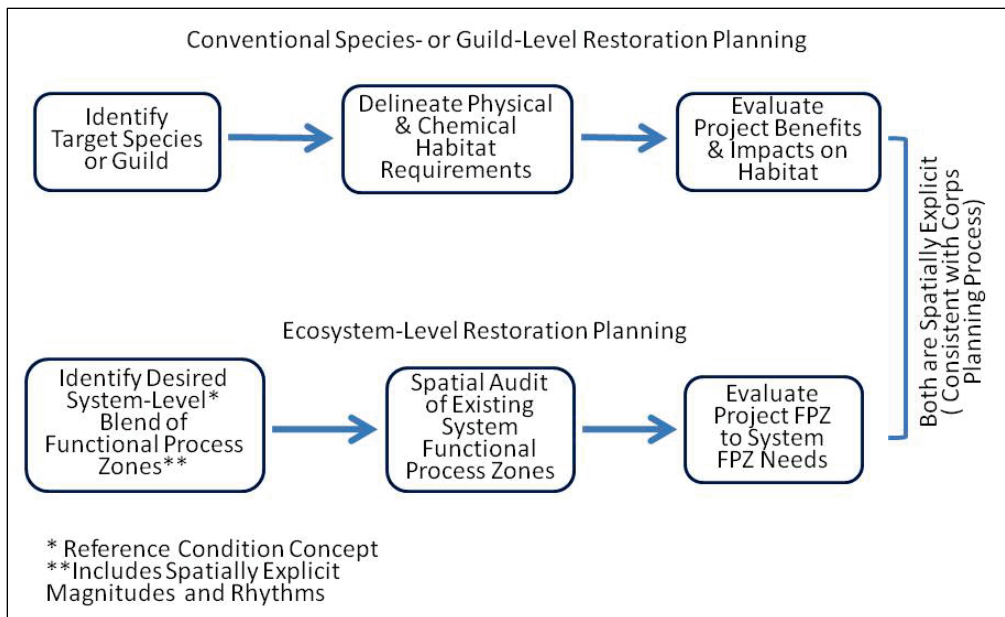 Conventional Species- or Guild-Level Restoration Planning
Identify
Target Species
or Guild
Delineate Physical
& Chemical
Habitat
Requirements
Evaluate
Project Benefits
& Impacts on
Habitat
Both are Spatially Explicit
( Consistent with Corps
Planning Process)
Ecosystem-Level Restoration Planning
Identify Desired
System-Level*
Blend of
Functional Process
Zones**
Spatial Audit
of Existing
System
Functional
Process Zones
Evaluate
Project FPZ
to System
FPZ Needs
* Reference Condition Concept
**Includes Spatially Explicit
Magnitudes and Rhythms